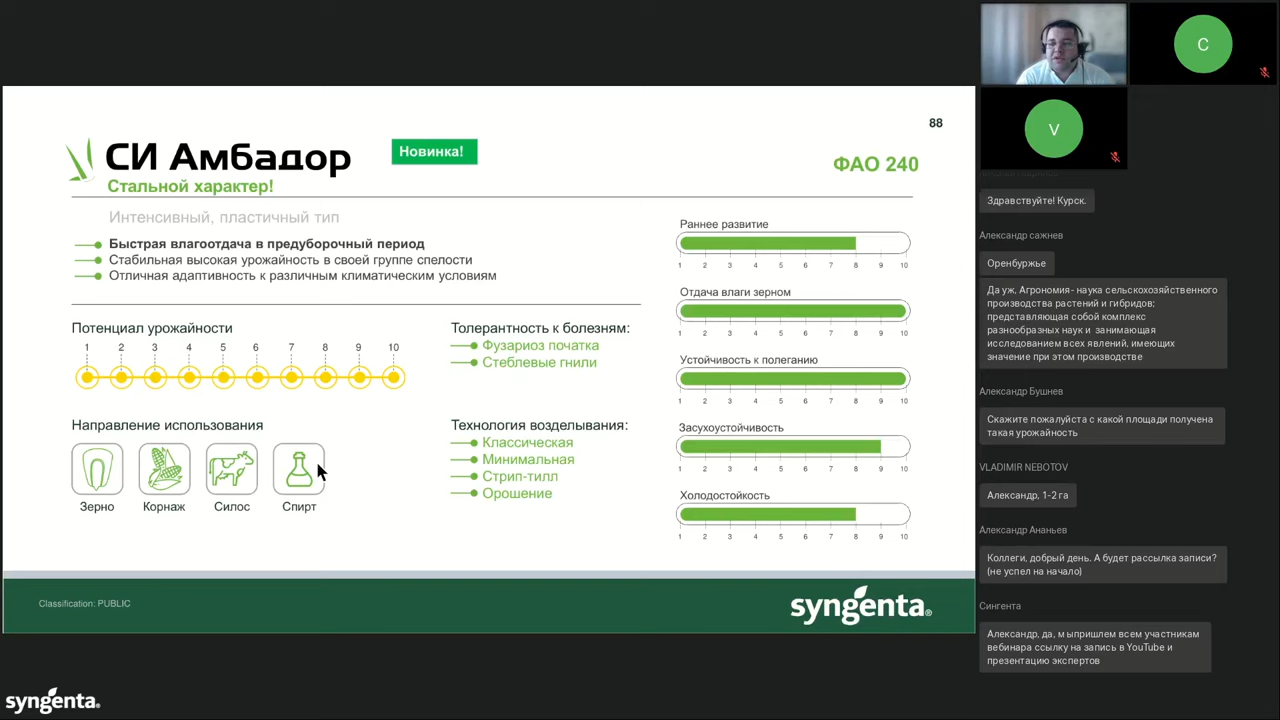 88
СИ Амбадор
Новинка!
ФАО 240
Стальной характер!
Интенсивный, пластичный тип
Быстрая влагоотдача в предуборочный период
Стабильная высокая урожайность в своей группе спелости
Отличная адаптивность к различным климатическим условиям
Потенциал урожайности
1 2 3 4 5 6 7 8 9 10
Толерантность к болезням:
Фузариоз початка
Стеблевые гнили
Направление использования
Зерно
Корнаж
Силос
Спирт
Технология возделывания:
Классическая
Минимальная
Стрип-тилл
Орошение
Раннее развитие
1 2 3 4 5 6 7 8 9 10
Отдача влаги зерном
1 2 3 4 5 6 7 8 9 10
Устойчивость к полеганию
1 2 3 4 5 6 7 8 9 10
Засухоустойчивость
1 2 3 4 5 6 7 8 9 10
Холодостойкость
1 2 3 4 5 6 7 8 9 10
Classification: PUBLIC
syngenta®
syngenta®
C
V
Здравствуйте! Курск.
Александр сажнев
Оренбуржье
Да уж, Агрономия- наука сельскохозяйственного
производства растений и гибридов;
представляющая собой комплекс
разнообразных наук и занимающая
исследованием всех явлений, имеющих
значение при этом производстве
Александр Бушнев
Скажите пожалуйста с какой площади получена
такая урожайность
VLADIMIR NEBOTOV
Александр, 1-2 га
Александр Ананьев
Коллеги, добрый день. А будет рассылка записи?
(не успел на начало)
Сингента
Александр, да, м ыпришлем всем участникам
вебинара ссылку на запись в YouTube и
презентацию экспертов